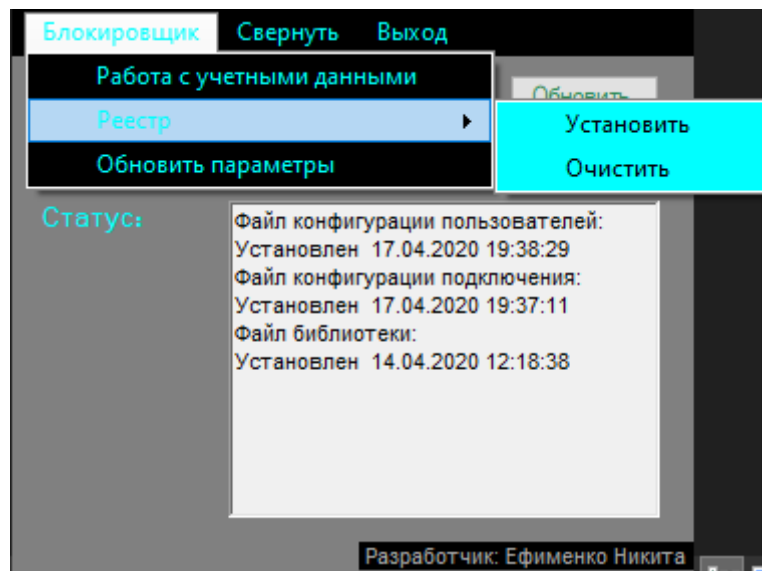 Блокировщик Свернуть Выход
Работа с учетными данными
Обновить
Реестр
Установить
Обновить параметры
Очистить
Статус:
Файл конфигурации пользователей:
Установлен 17.04.2020 19:38:29
Файл конфигурации подключения:
Установлен 17.04.2020 19:37:11
Файл библиотеки:
Установлен 14.04.2020 12:18:38
Разработчик: Ефименко Никита